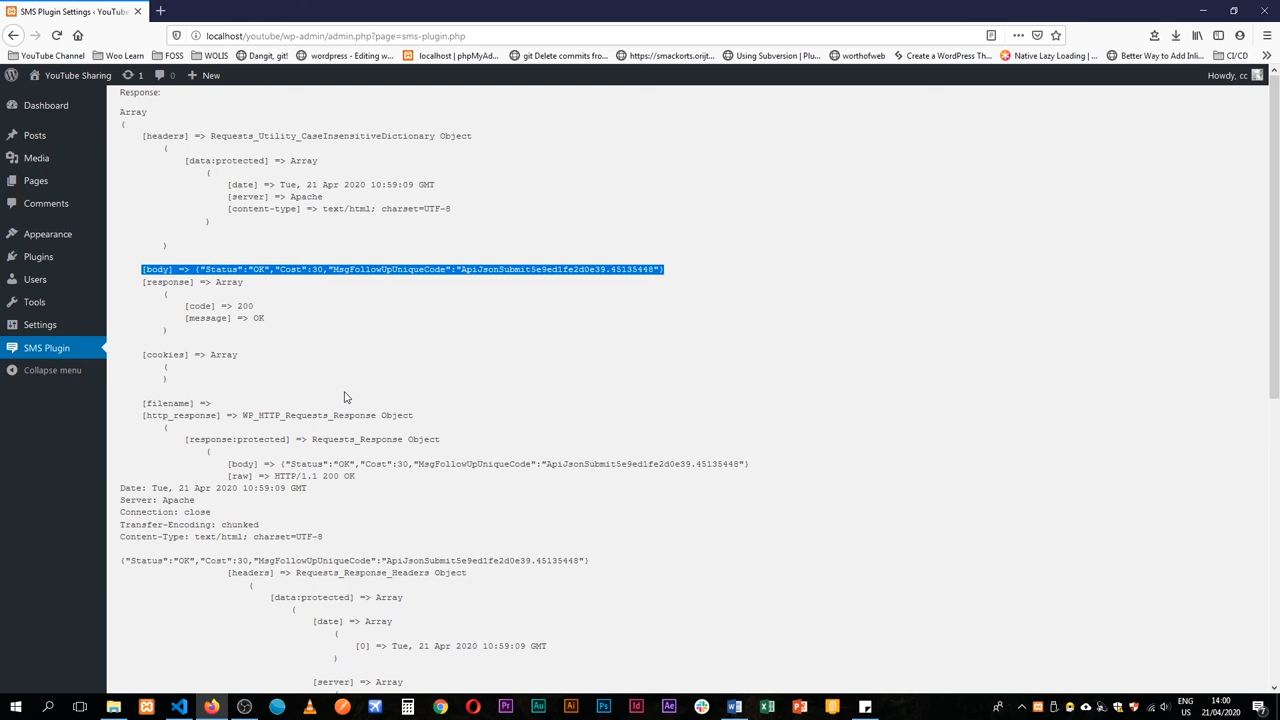 SMS Plugin Settings ‹ YouTube
localhost/youtube/wp-admin/admin.php?page=sms-plugin.php
YouTube Channel
Woo Learn
FOSS
WOLIS
Dangit, git!
wordpress - Editing w...
localhost | phpMyAd...
git Delete commits fro...
https://smackorts.orijt...
Using Subversion | Plu...
worthofweb
Create a WordPress Th...
Native Lazy Loading | ...
Better Way to Add Inli...
CI/CD
YouTube Sharing
1
0
New
Howdy, cc
Dashboard
Posts
Media
Pages
Comments
Appearance
Plugins
Users
Tools
Settings
SMS Plugin
Collapse menu
Response:
Array
(
[headers] => Requests_Utility_CaseInsensitiveDictionary Object
(
[data:protected] => Array
(
[date] => Tue, 21 Apr 2020 10:59:09 GMT
[server] => Apache
[content-type] => text/html; charset=UTF-8
)
)
[body] => {"Status":"OK","Cost":30,"MsgFollowUpUniqueCode":"ApiJsonSubmit5e9ed1fe2d0e39.45135448"}
[response] => Array
(
[code] => 200
[message] => OK
)
[cookies] => Array
(
)
[filename] =>
[http_response] => WP_HTTP_Requests_Response Object
(
[response:protected] => Requests_Response Object
(
[body] => {"Status":"OK","Cost":30,"MsgFollowUpUniqueCode":"ApiJsonSubmit5e9ed1fe2d0e39.45135448"}
[raw] => HTTP/1.1 200 OK
Date: Tue, 21 Apr 2020 10:59:09 GMT
Server: Apache
Connection: close
Transfer-Encoding: chunked
Content-Type: text/html; charset=UTF-8
{"Status":"OK","Cost":30,"MsgFollowUpUniqueCode":"ApiJsonSubmit5e9ed1fe2d0e39.45135448"}
[headers] => Requests_Response_Headers Object
(
[data:protected] => Array
(
[date] => Array
(
[0] => Tue, 21 Apr 2020 10:59:09 GMT
)
[server] => Array
Pr
Au
Ai
Ps
Id
Ae
ENG
US
14:00
21/04/2020